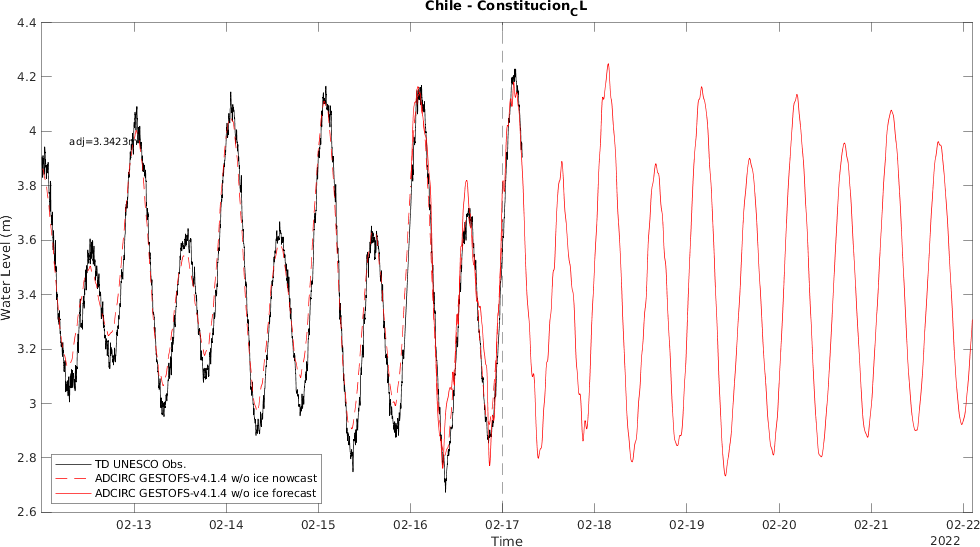 Chile - Constitucion_CL
4.4
4.2
4
3.8
3.6
3.4
3.2
3
2.8
2.6
Water Level (m)
adj=3.3423m
TD UNESCO Obs.
ADCIRC GESTOFS-v4.1.4 w/o ice nowcast
ADCIRC GESTOFS-v4.1.4 w/o ice forecast
02-13 02-14 02-15 02-16 02-17 02-18 02-19 02-20 02-21 02-22
Time
2022